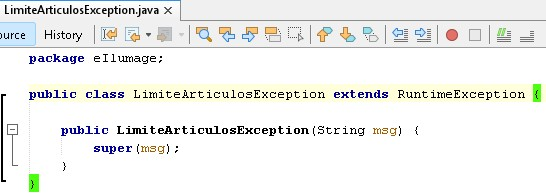 LimiteArticulosException.java ×
ource History
package eIlumage;
public class LimiteArticulosException extends RuntimeException {
public LimiteArticulosException(String msg) {
super(msg);
}
}